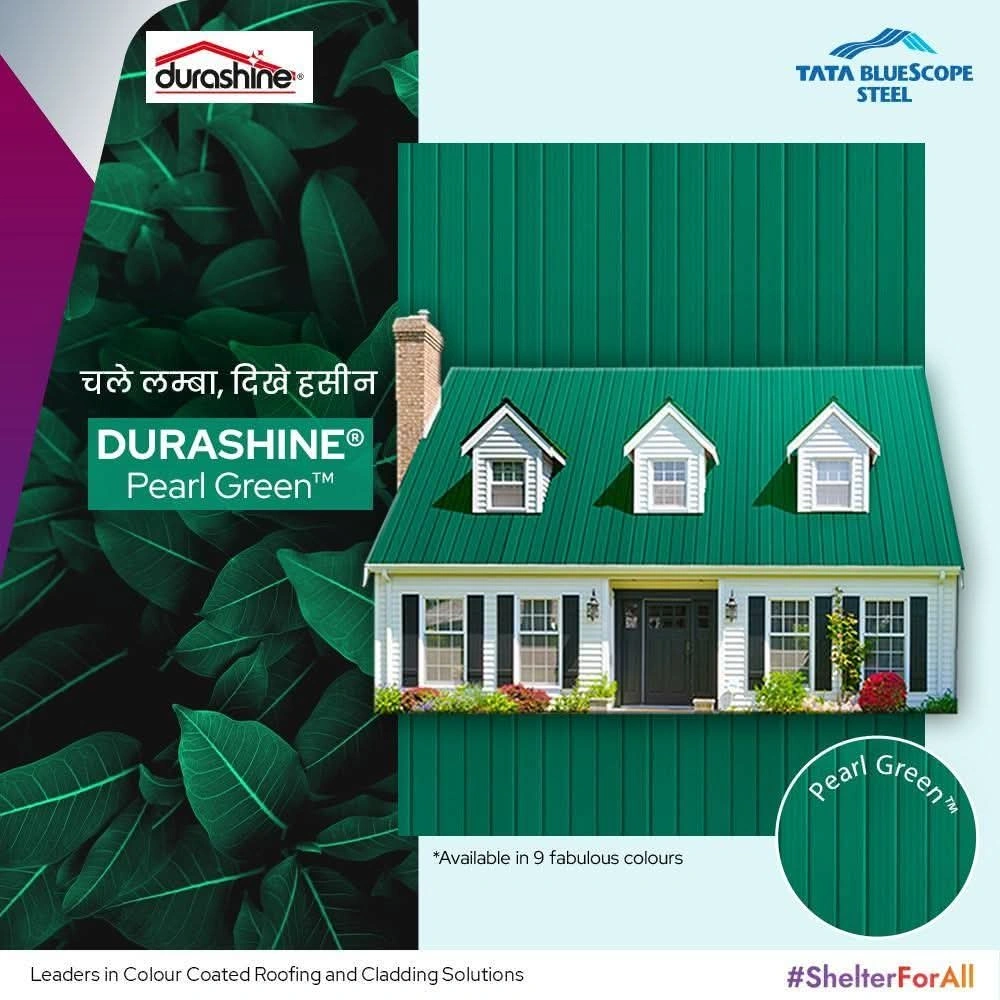 durashine®
TATA BLUESCOPE
STEEL
चले लम्बा, दिखे हसीन
DURASHINE®
Pearl Green™
Pearl Green™
*Available in 9 fabulous colours
Leaders in Colour Coated Roofing and Cladding Solutions
#ShelterForAll